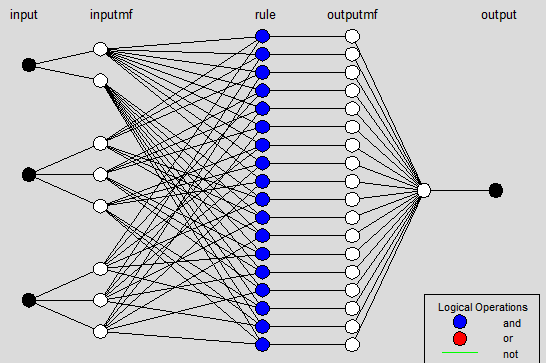 input inputmf rule outputmf output
Logical Operations
and
or
not